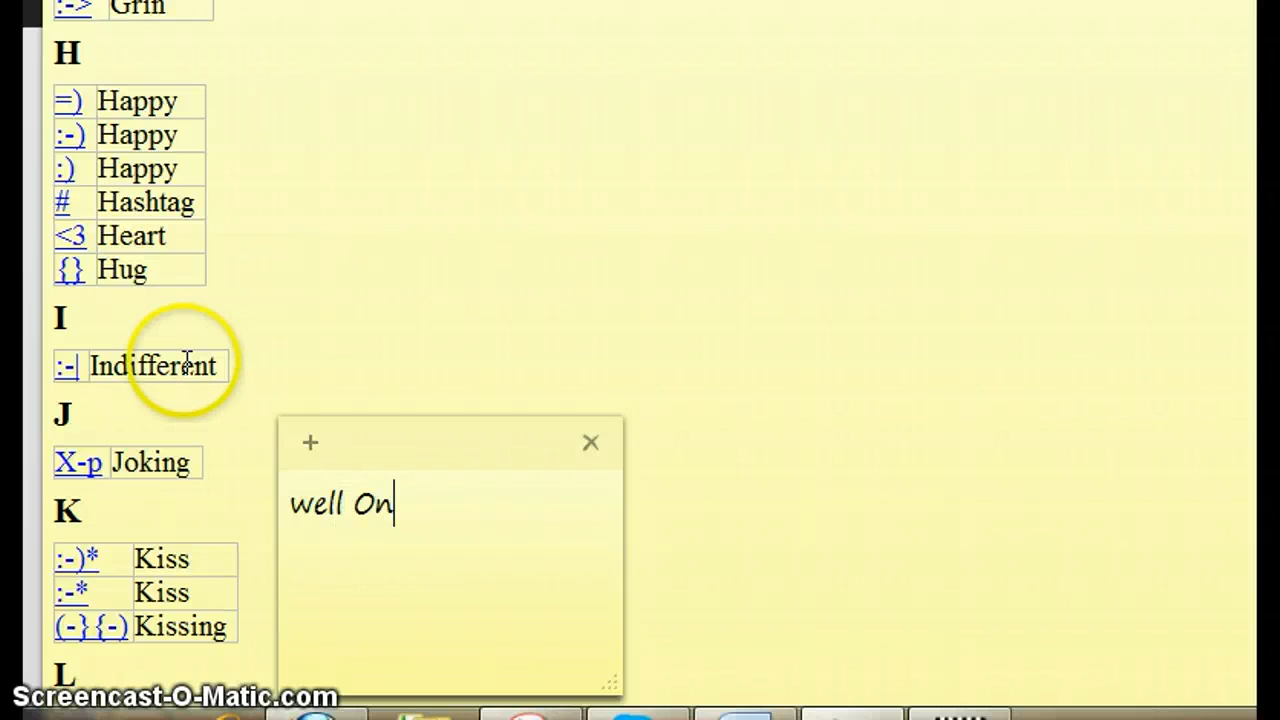 :-> Grin
H
=) Happy
:-) Happy
:) Happy
# Hashtag
<3 Heart
{} Hug
I
:-| Indifferent
J
X-p Joking
K
:-)* Kiss
:-* Kiss
(-}{-) Kissing
L
+ ×
well On
Screencast-O-Matic.com